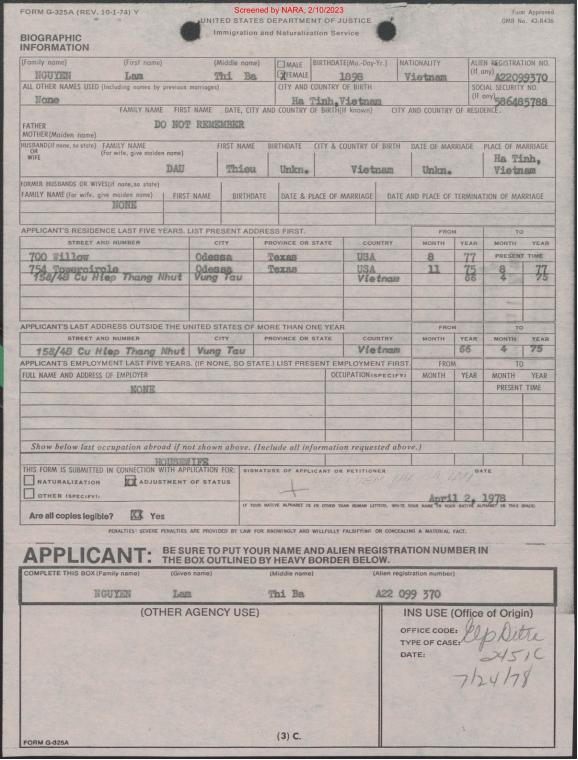 Screened by NARA, 2/10/2023
FORM G-325A (REV. 10-1-74) Y
UNITED STATES DEPARTMENT OF JUSTICE
Form Approved
OMB No. 43-R436
Immigration and Naturalization Service
BIOGRAPHIC
INFORMATION
(Family name) (First name) (Middle name) MALE BIRTHDATE(Mo.-Day-Yr.) NATIONALITY ALIEN REGISTRATION NO.
NGUYEN Lam Thi Ba X FEMALE 1898 Vietnam (If any) A22099370
ALL OTHER NAMES USED (Including names by previous marriages) CITY AND COUNTRY OF BIRTH SOCIAL SECURITY NO.
None Ha Tinh,Vietnam (If any) 586485788
FAMILY NAME FIRST NAME DATE, CITY AND COUNTRY OF BIRTH(If known) CITY AND COUNTRY OF RESIDENCE.
FATHER DO NOT REMEMBER
MOTHER(Maiden name)
HUSBAND(If none, so state) FAMILY NAME FIRST NAME BIRTHDATE CITY & COUNTRY OF BIRTH DATE OF MARRIAGE PLACE OF MARRIAGE
OR (For wife, give maiden name)
WIFE
DAU Thieu Unkn. Vietnam Unkn. Ha Tinh,
Vietnam
FORMER HUSBANDS OR WIVES(if none,so state)
FAMILY NAME (For wife, give maiden name) FIRST NAME BIRTHDATE DATE & PLACE OF MARRIAGE DATE AND PLACE OF TERMINATION OF MARRIAGE
NONE
APPLICANT'S RESIDENCE LAST FIVE YEARS. LIST PRESENT ADDRESS FIRST. FROM TO
STREET AND NUMBER CITY PROVINCE OR STATE COUNTRY MONTH YEAR MONTH YEAR
700 Willow Odessa Texas USA 8 77 PRESENT TIME
754 Towercircle Odessa Texas USA 11 75 8 77
158/4B Cu Hiep Thang Nhut Vung Tau Vietnam 66 4 75
APPLICANT'S LAST ADDRESS OUTSIDE THE UNITED STATES OF MORE THAN ONE YEAR FROM TO
STREET AND NUMBER CITY PROVINCE OR STATE COUNTRY MONTH YEAR MONTH YEAR
158/4B Cu Hiep Thang Nhut Vung Tau Vietnam 66 4 75
APPLICANT'S EMPLOYMENT LAST FIVE YEARS. (IF NONE, SO STATE.) LIST PRESENT EMPLOYMENT FIRST. FROM TO
FULL NAME AND ADDRESS OF EMPLOYER OCCUPATION(SPECIFY) MONTH YEAR MONTH YEAR
NONE PRESENT TIME
Show below last occupation abroad if not shown above. (Include all information requested above.)
HOUSEWIFE
THIS FORM IS SUBMITTED IN CONNECTION WITH APPLICATION FOR: SIGNATURE OF APPLICANT OR PETITIONER DATE
NATURALIZATION XX ADJUSTMENT OF STATUS
OTHER (SPECIFY): April 2, 1978
IF YOUR NATIVE ALPHABET IS IN OTHER THAN ROMAN LETTERS, WRITE YOUR NAME IN YOUR NATIVE ALPHABET IN THIS SPACE:
Are all copies legible? XX Yes
PENALTIES: SEVERE PENALTIES ARE PROVIDED BY LAW FOR KNOWINGLY AND WILLFULLY FALSIFYING OR CONCEALING A MATERIAL FACT.
APPLICANT: BE SURE TO PUT YOUR NAME AND ALIEN REGISTRATION NUMBER IN
THE BOX OUTLINED BY HEAVY BORDER BELOW.
COMPLETE THIS BOX (Family name) (Given name) (Middle name) (Alien registration number)
NGUYEN Lam Thi Ba A22 099 370
(OTHER AGENCY USE) INS USE (Office of Origin)
OFFICE CODE: Elp
TYPE OF CASE: 245 1C
DATE: 7/24/78
(3) C.
FORM G-325A